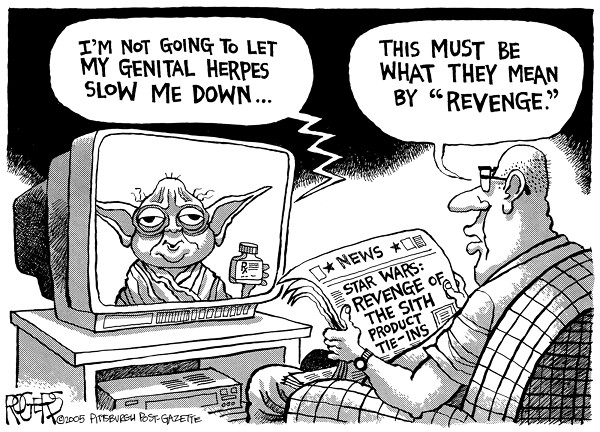 I'M NOT GOING TO LET
MY GENITAL HERPES
SLOW ME DOWN...
THIS MUST BE
WHAT THEY MEAN
BY "REVENGE."
Rx
NEWS
STAR WARS:
REVENGE OF
THE SITH
PRODUCT
TIE-INS
ROGERS
©2005 PITTSBURGH POST-GAZETTE